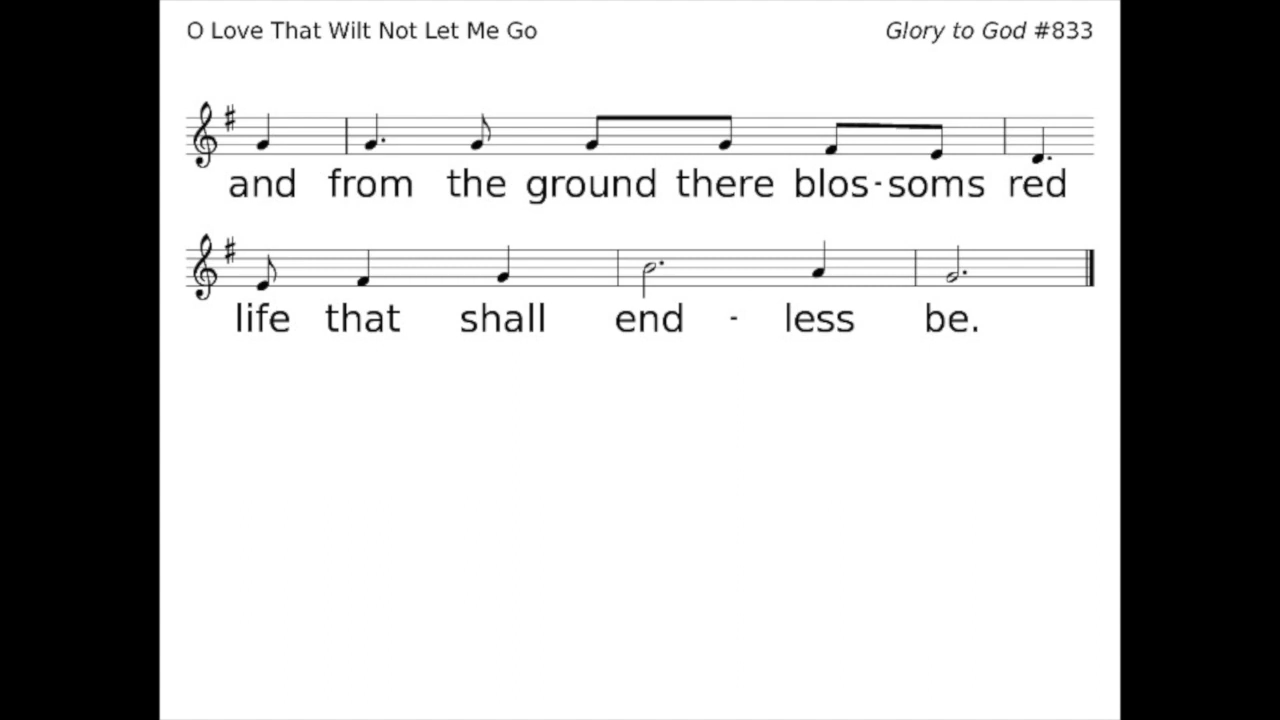 O Love That Wilt Not Let Me Go Glory to God #833
and from the ground there blos-soms red
life that shall end - less be.